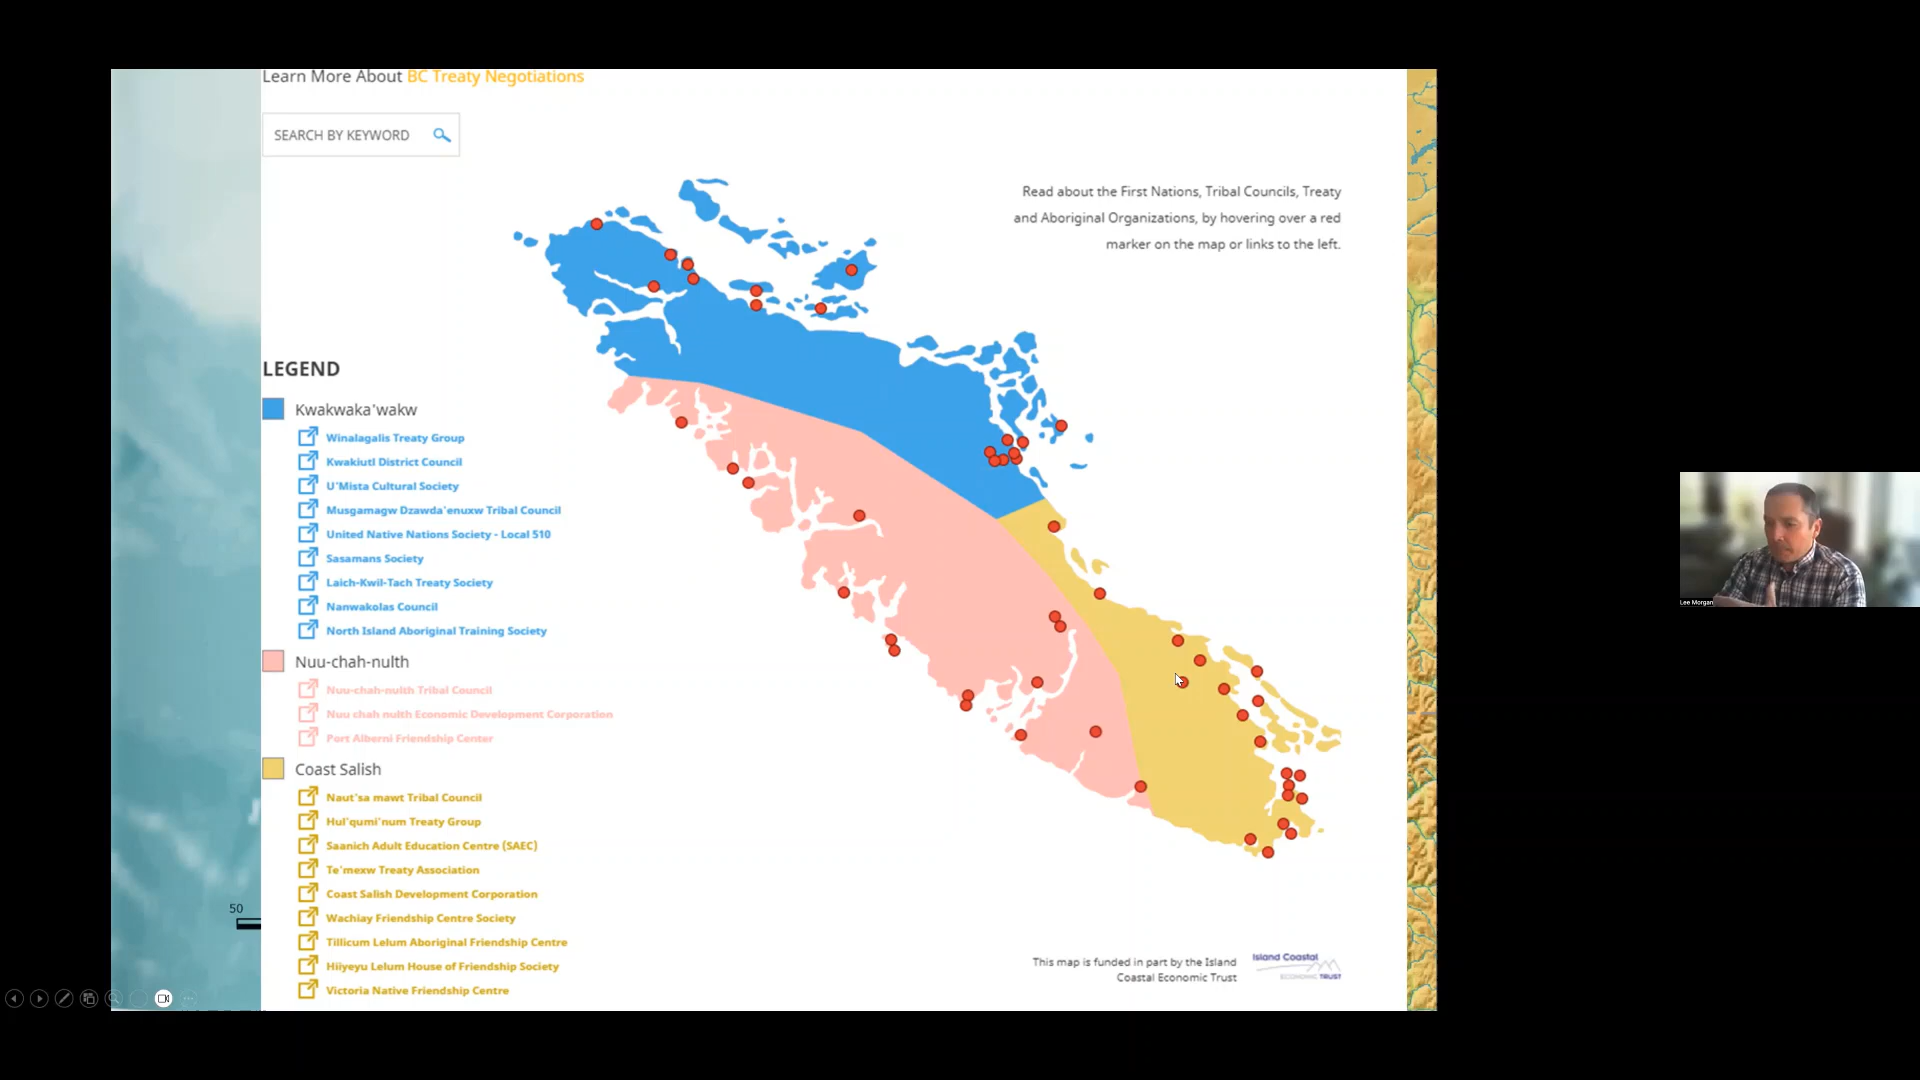 Learn More About BC Treaty Negotiations
SEARCH BY KEYWORD
Read about the First Nations, Tribal Councils, Treaty
and Aboriginal Organizations, by hovering over a red
marker on the map or links to the left.
LEGEND
Kwakwaka'wakw
Winalagalis Treaty Group
Kwakiutl District Council
U'Mista Cultural Society
Musgamagw Dzawda'enuxw Tribal Council
United Native Nations Society - Local 510
Sasamans Society
Laich-Kwil-Tach Treaty Society
Nanwakolas Council
North Island Aboriginal Training Society
Nuu-chah-nulth
Nuu-chah-nulth Tribal Council
Nuu chah nulth Economic Development Corporation
Port Alberni Friendship Center
Coast Salish
Naut'sa mawt Tribal Council
Hul'qumi'num Treaty Group
Saanich Adult Education Centre (SAEC)
Te'mexw Treaty Association
Coast Salish Development Corporation
Wachiay Friendship Centre Society
Tillicum Lelum Aboriginal Friendship Centre
Hiiyeyu Lelum House of Friendship Society
Victoria Native Friendship Centre
50
This map is funded in part by the Island
Coastal Economic Trust
Island Coastal
ECONOMIC TRUST
Lee Morgan